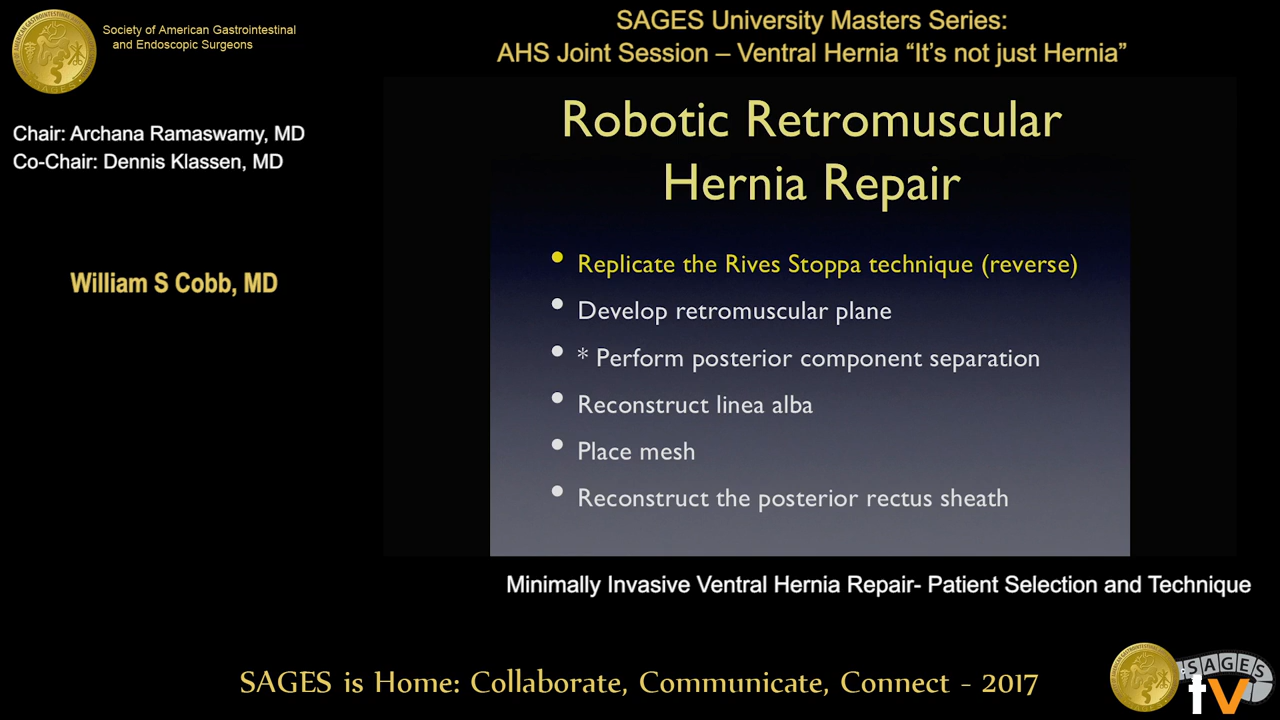 Society of American Gastrointestinal
and Endoscopic Surgeons
SAGES University Masters Series:
AHS Joint Session – Ventral Hernia “It’s not just Hernia”
Chair: Archana Ramaswamy, MD
Co-Chair: Dennis Klassen, MD
William S Cobb, MD
Robotic Retromuscular
Hernia Repair
• Replicate the Rives Stoppa technique (reverse)
• Develop retromuscular plane
• * Perform posterior component separation
• Reconstruct linea alba
• Place mesh
• Reconstruct the posterior rectus sheath
Minimally Invasive Ventral Hernia Repair- Patient Selection and Technique
SAGES is Home: Collaborate, Communicate, Connect - 2017
SAGES
tv